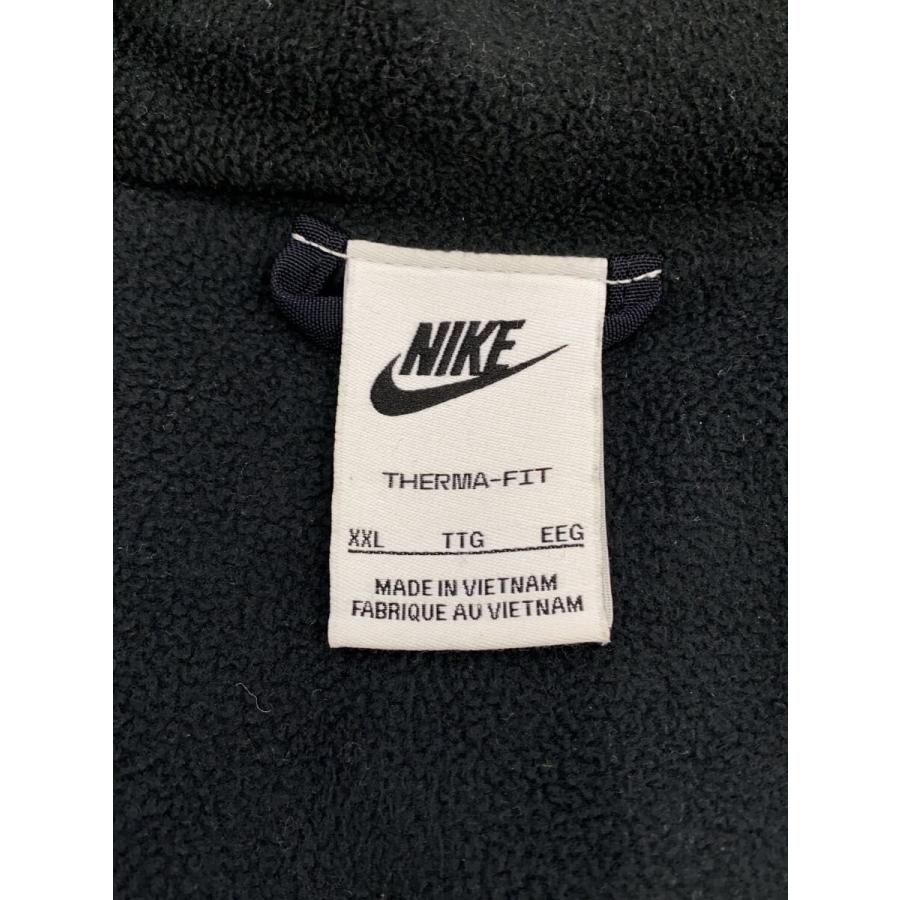 NIKE
THERMA-FIT
XXL TTG EEG
MADE IN VIETNAM
FABRIQUE AU VIETNAM